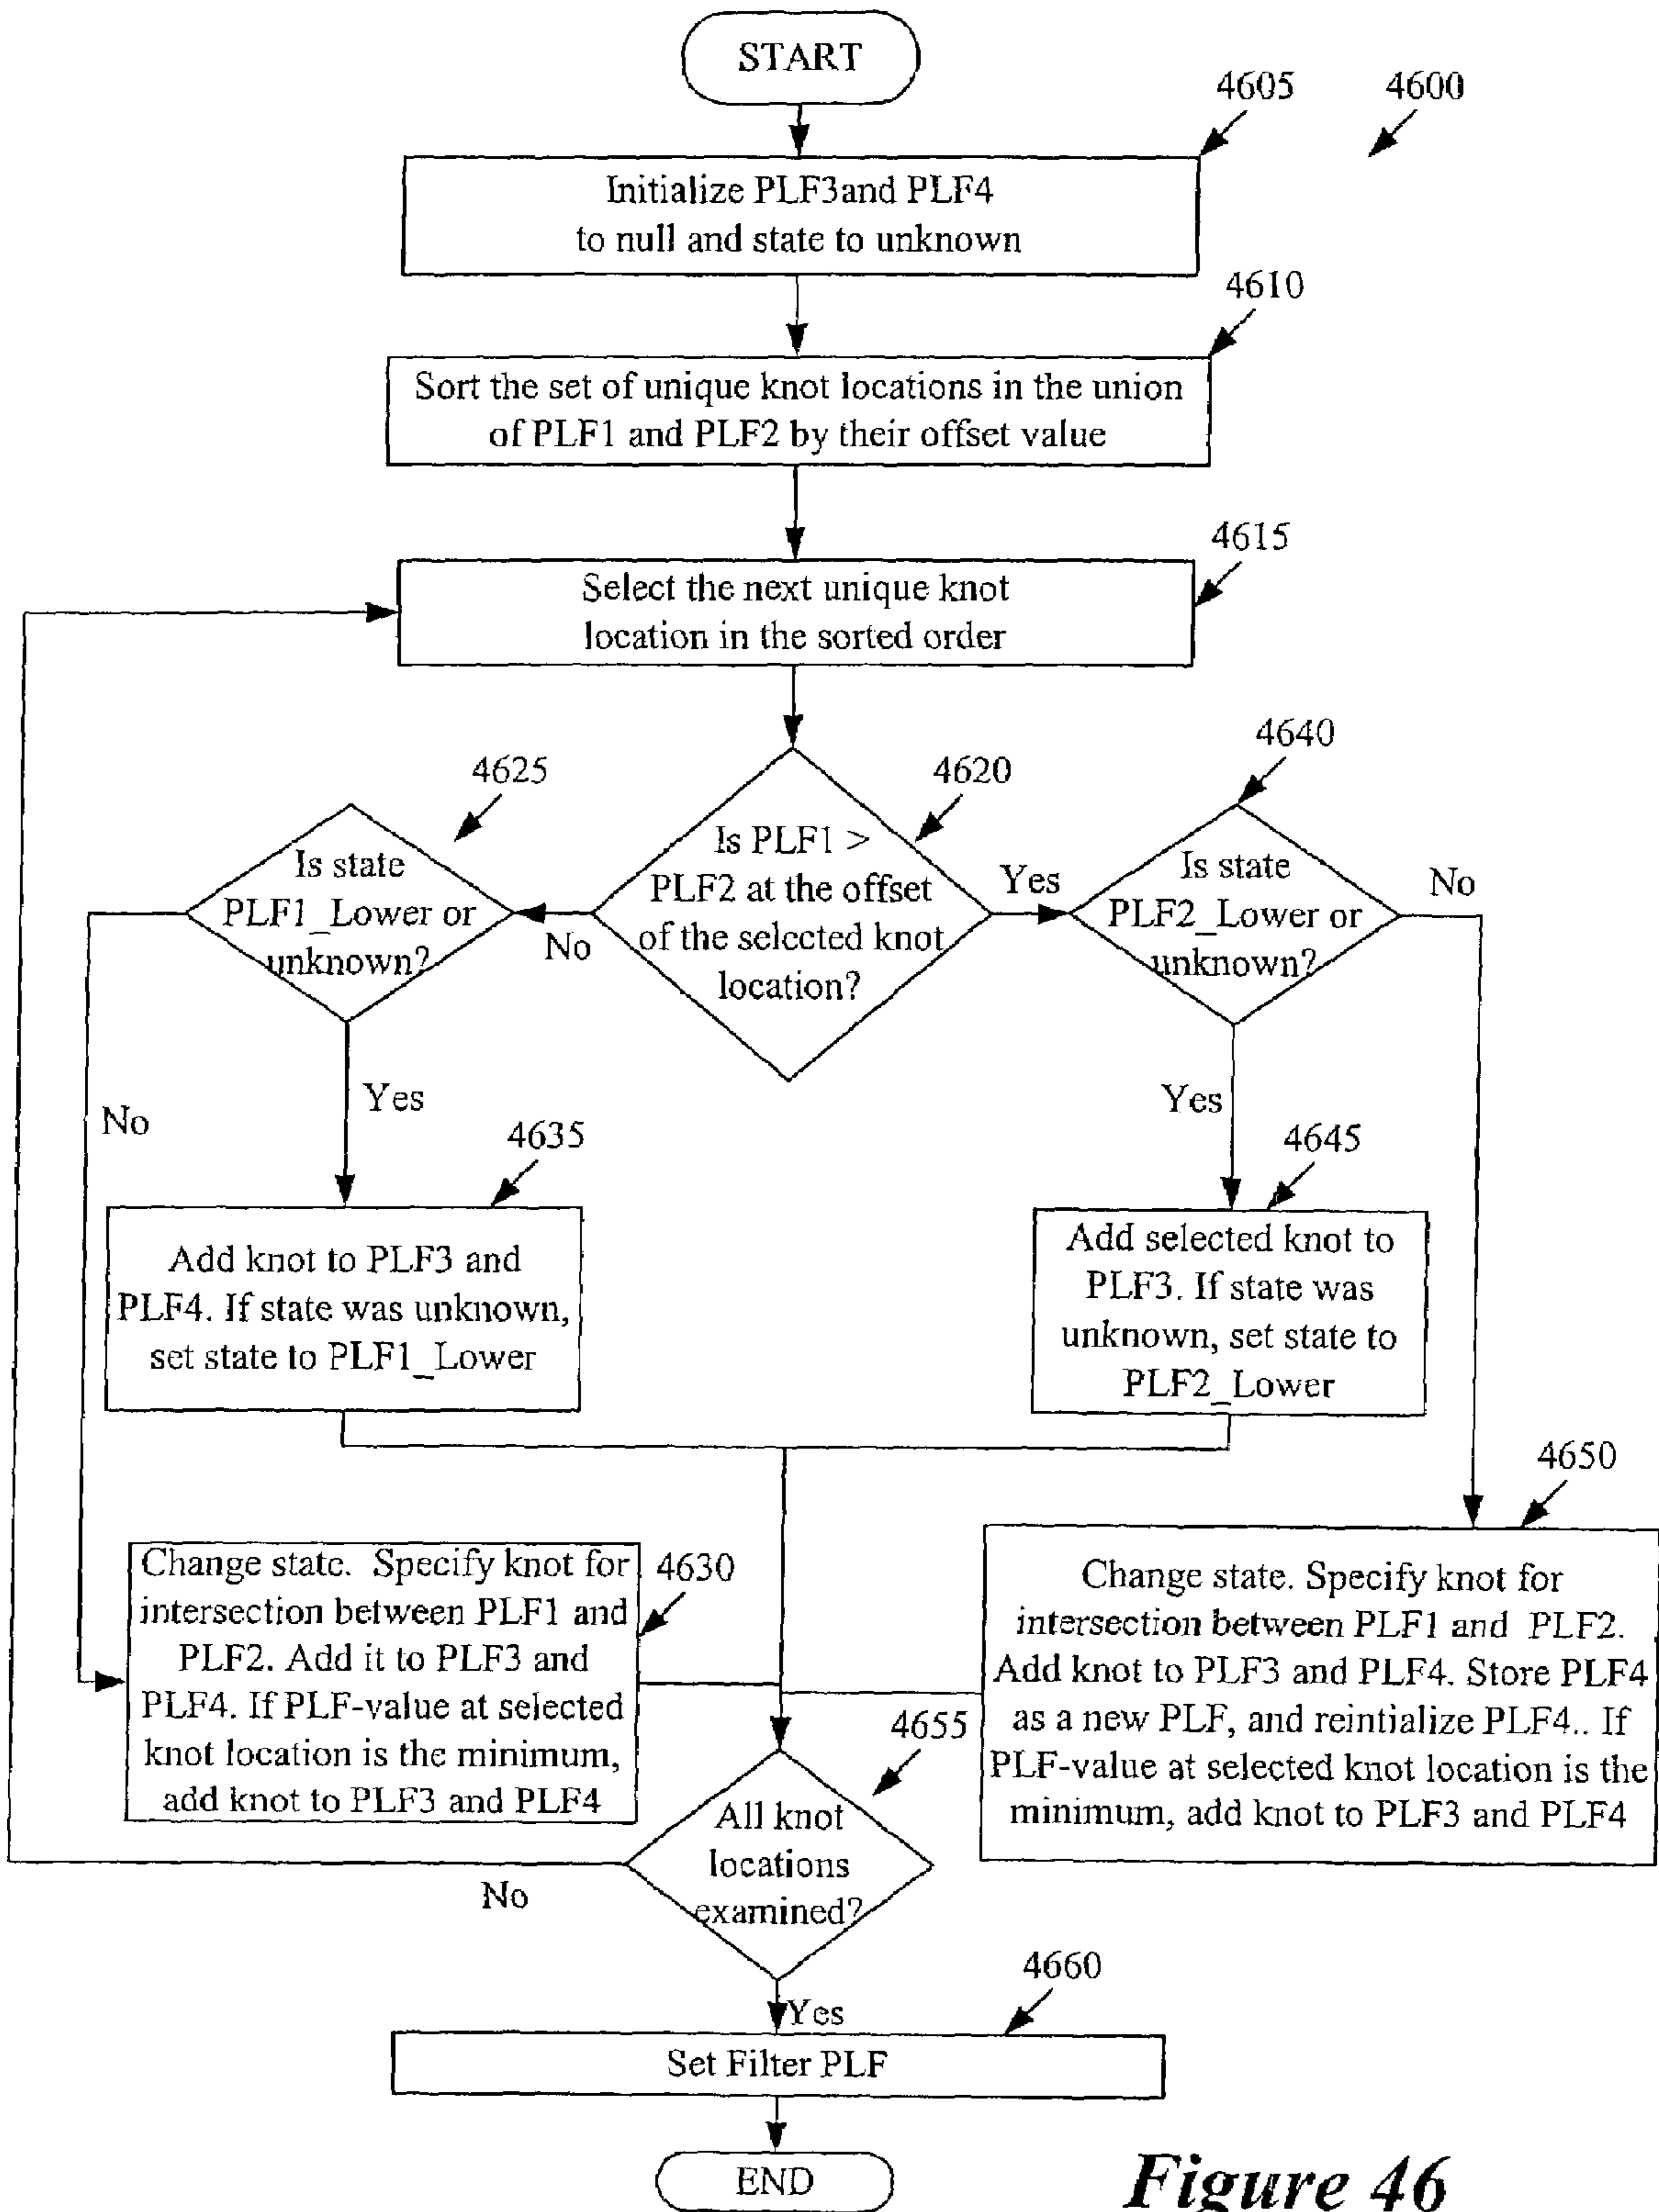 START
4605
4600
Initialize PLF3and PLF4
to null and state to unknown
4610
Sort the set of unique knot locations in the union
of PLF1 and PLF2 by their offset value
4615
Select the next unique knot
location in the sorted order
4625
Is state
PLF1_Lower or
unknown?
4620
Is PLF1 >
PLF2 at the offset
of the selected knot
location?
No
Yes
4640
Is state
PLF2_Lower or
unknown?
No
No
Yes
Yes
4635
Add knot to PLF3 and
PLF4. If state was unknown,
set state to PLF1_Lower
4645
Add selected knot to
PLF3. If state was
unknown, set state to
PLF2_Lower
4630
Change state. Specify knot for
intersection between PLF1 and
PLF2. Add it to PLF3 and
PLF4. If PLF-value at selected
knot location is the minimum,
add knot to PLF3 and PLF4
4650
Change state. Specify knot for
intersection between PLF1 and PLF2.
Add knot to PLF3 and PLF4. Store PLF4
as a new PLF, and reintialize PLF4.. If
PLF-value at selected knot location is the
minimum, add knot to PLF3 and PLF4
4655
All knot
locations
examined?
No
Yes
4660
Set Filter PLF
END
Figure 46